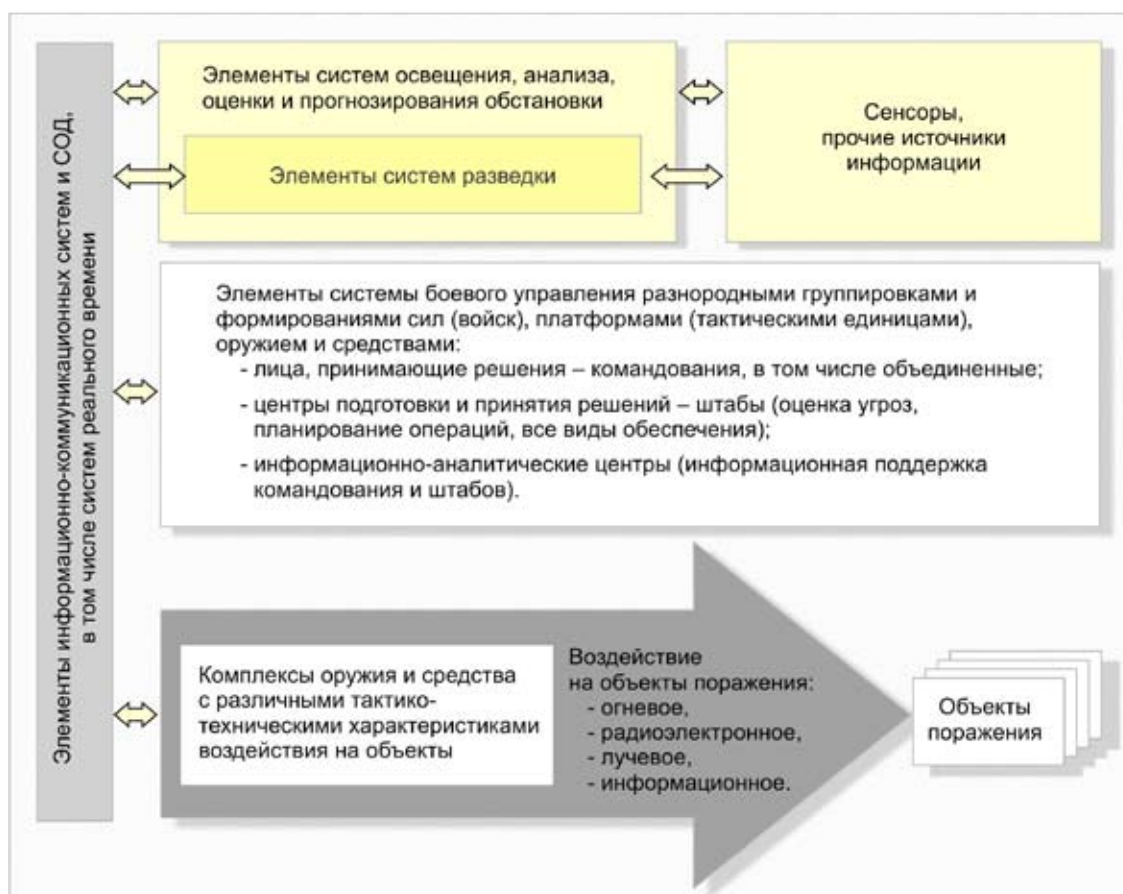 Элементы информационно-коммуникационных систем и СОД,
в том числе систем реального времени
Элементы систем освещения, анализа,
оценки и прогнозирования обстановки
Элементы систем разведки
Сенсоры,
прочие источники
информации
Элементы системы боевого управления разнородными группировками и
формированиями сил (войск), платформами (тактическими единицами),
оружием и средствами:
- лица, принимающие решения – командования, в том числе объединенные;
- центры подготовки и принятия решений – штабы (оценка угроз,
планирование операций, все виды обеспечения);
- информационно-аналитические центры (информационная поддержка
командования и штабов).
Комплексы оружия и средства
с различными тактико-
техническими характеристиками
воздействия на объекты
Воздействие
на объекты поражения:
- огневое,
- радиоэлектронное,
- лучевое,
- информационное.
Объекты
поражения